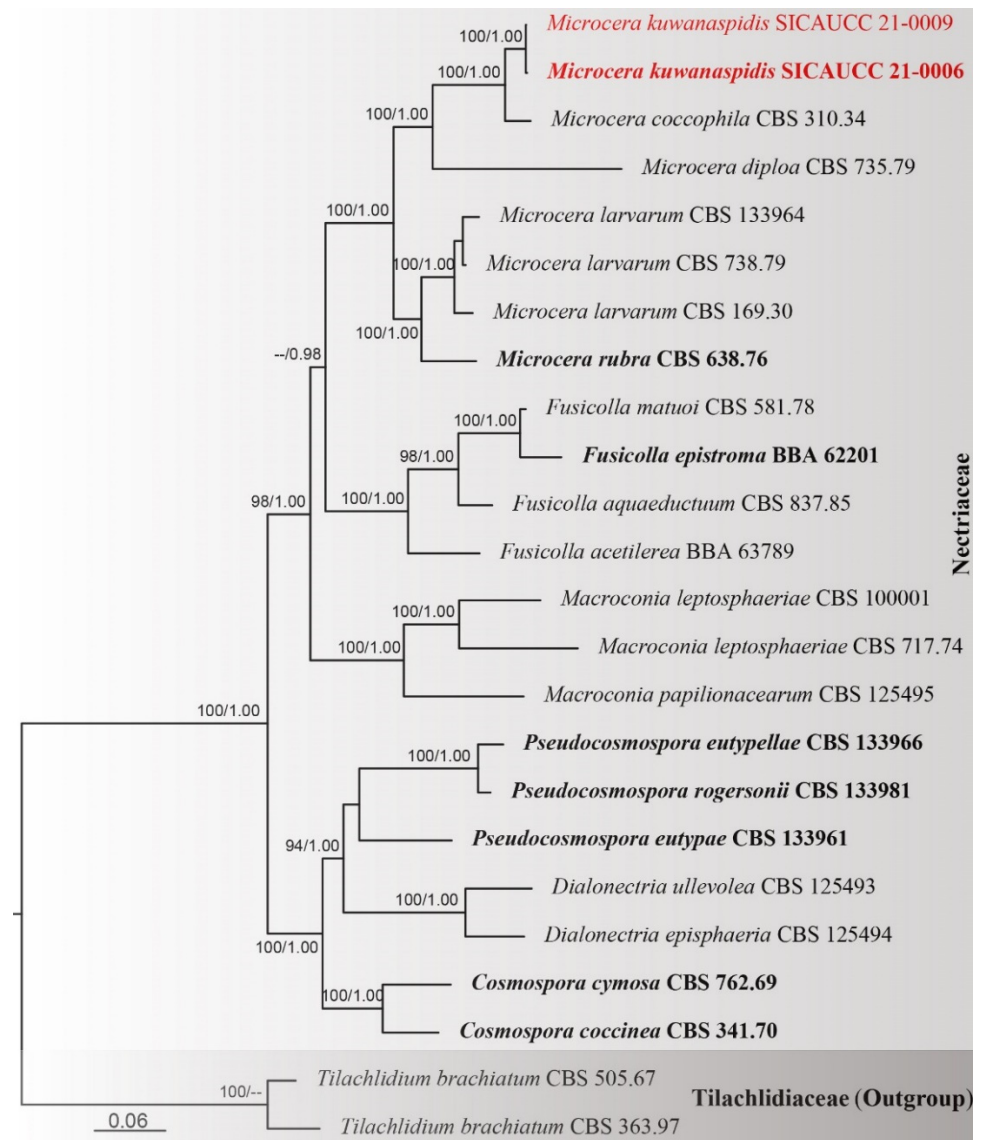 Microcera kuwanaspidis SICAUCC 21-0009
100/1.00
Microcera kuwanaspidis SICAUCC 21-0006
100/1.00
Microcera coccophila CBS 310.34
100/1.00
Microcera diploa CBS 735.79
100/1.00
Microcera larvarum CBS 133964
Microcera larvarum CBS 738.79
100/1.00
Microcera larvarum CBS 169.30
100/1.00
--/0.98
Microcera rubra CBS 638.76
Fusicolla matuoi CBS 581.78
100/1.00
Fusicolla epistroma BBA 62201
98/1.00
100/1.00
98/1.00
Fusicolla aquaeductuum CBS 837.85
Fusicolla acetilerea BBA 63789
Nectriaceae
Macroconia leptosphaeriae CBS 100001
100/1.00
Macroconia leptosphaeriae CBS 717.74
100/1.00
Macroconia papilionacearum CBS 125495
100/1.00
Pseudocosmospora eutypellae CBS 133966
100/1.00
Pseudocosmospora rogersonii CBS 133981
Pseudocosmospora eutypae CBS 133961
94/1.00
Dialonectria ullevolea CBS 125493
100/1.00
Dialonectria episphaeria CBS 125494
100/1.00
Cosmospora cymosa CBS 762.69
100/1.00
Cosmospora coccinea CBS 341.70
Tilachlidium brachiatum CBS 505.67
100/--
Tilachlidiaceae (Outgroup)
0.06
Tilachlidium brachiatum CBS 363.97